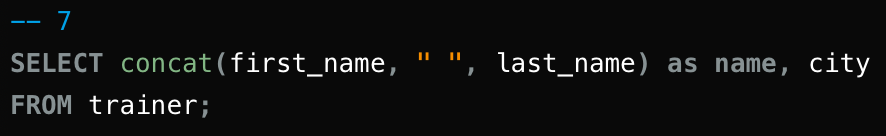 -- 7
SELECT concat(first_name, " ", last_name) as name, city
FROM trainer;